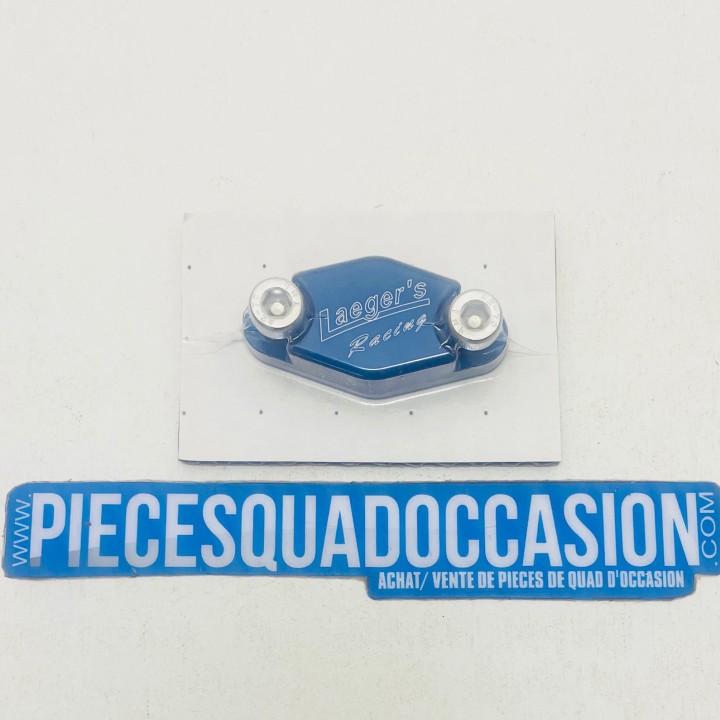 Laeger's
Racing
WWW.PIECESQUADOCCASION.COM
ACHAT/ VENTE DE PIECES DE QUAD D'OCCASION